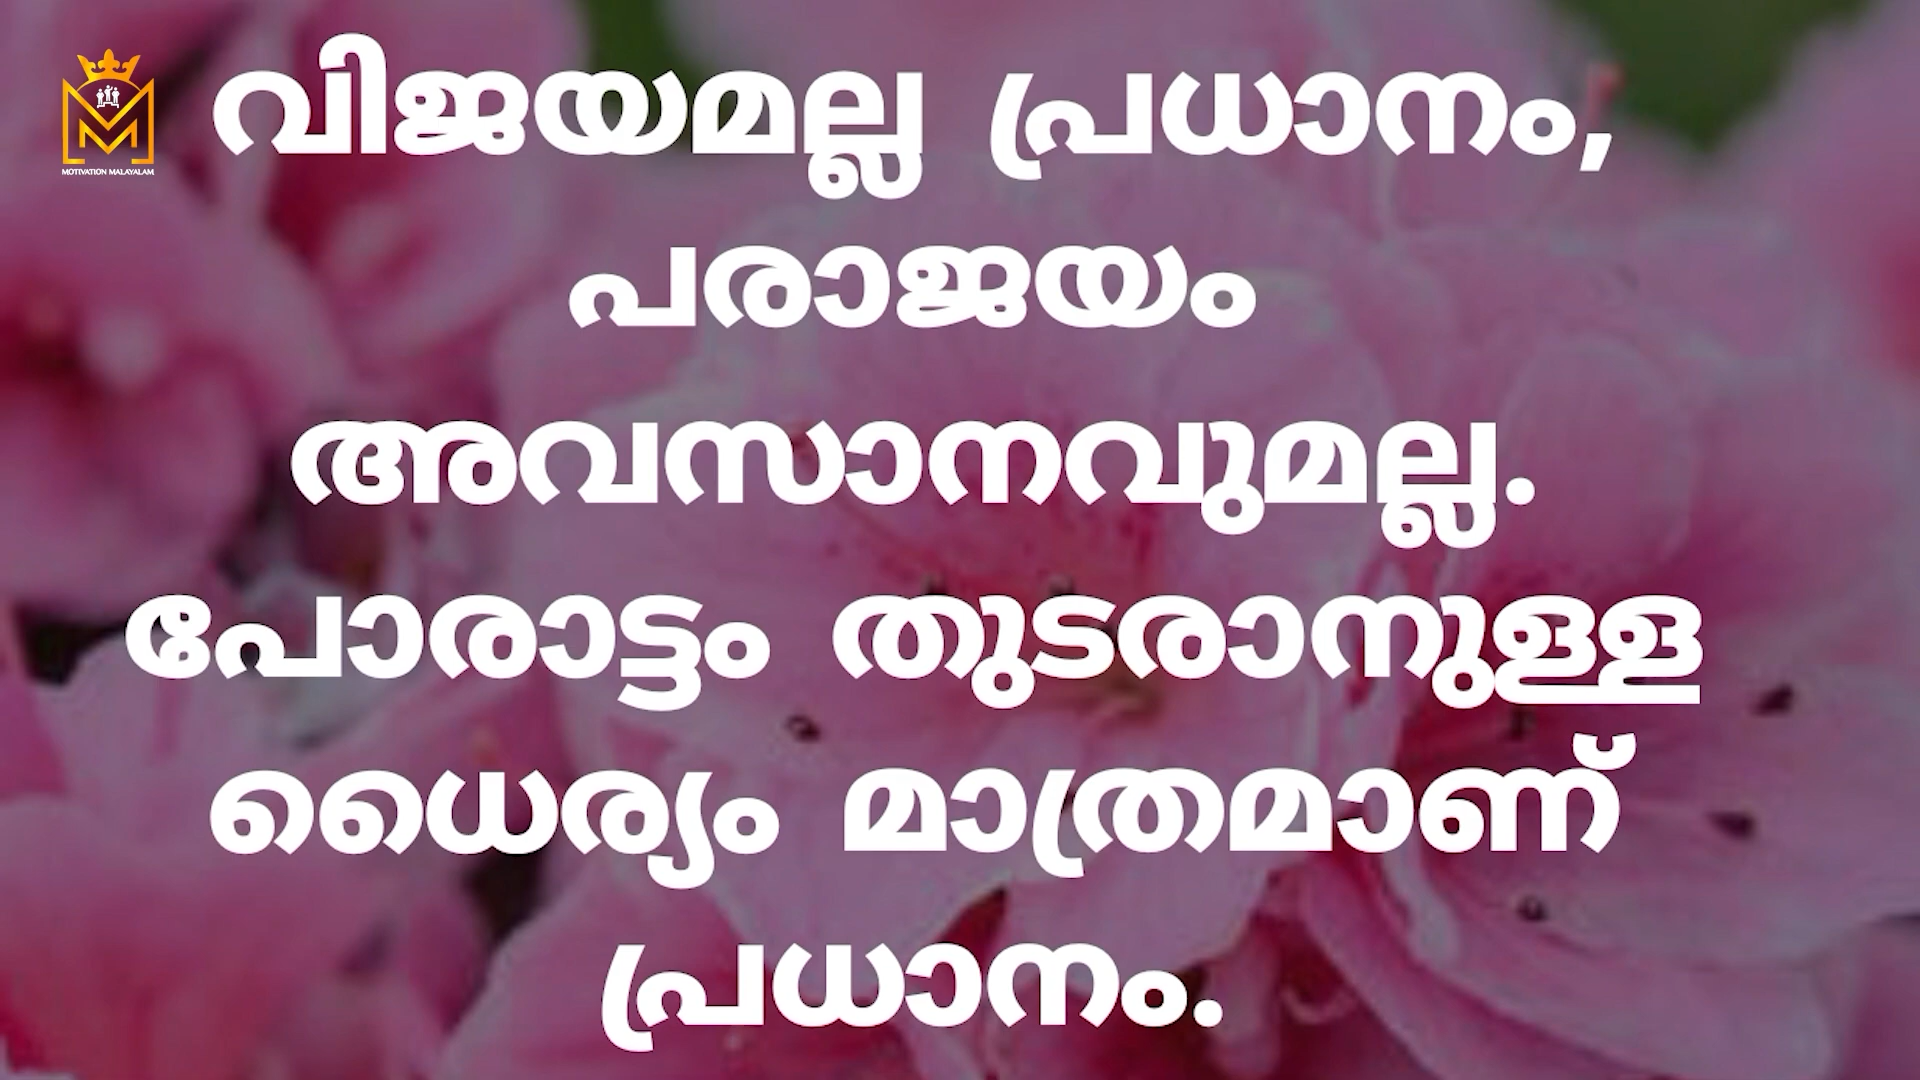 MOTIVATION MALAYALAM
വിജയമല്ല പ്രധാനം,
പരാജയം
അവസാനവുമല്ല.
പോരാട്ടം തുടരാനുള്ള
ധൈര്യം മാത്രമാണ്
പ്രധാനം.